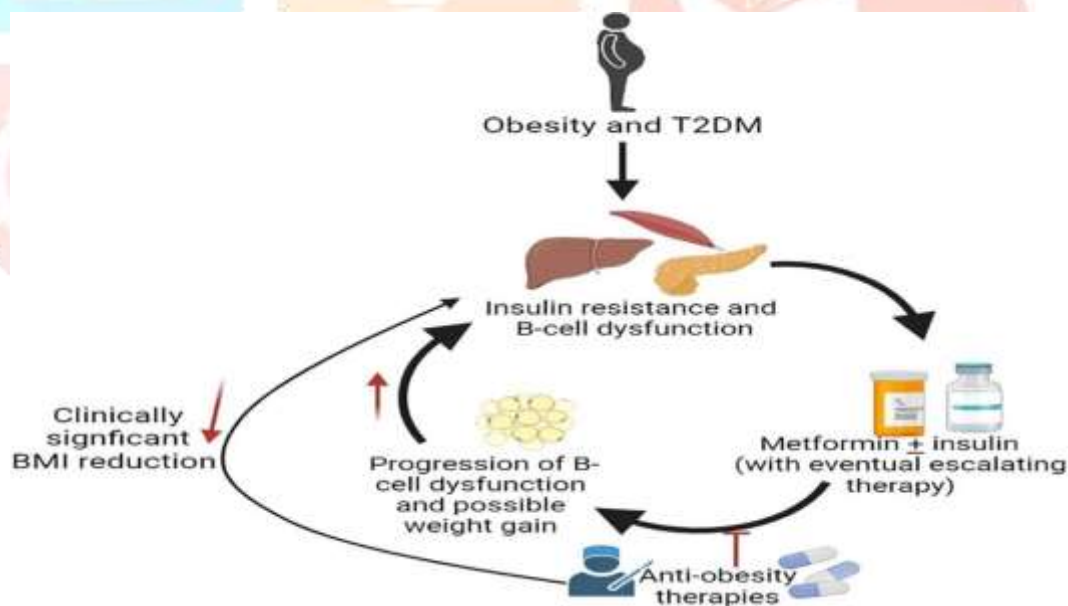 Obesity and T2DM
Insulin resistance and
B-cell dysfunction
Metformin ± insulin
(with eventual escalating
therapy)
Clinically
signficant
BMI reduction
Progression of B-
cell dysfunction
and possible
weight gain
Anti-obesity
therapies